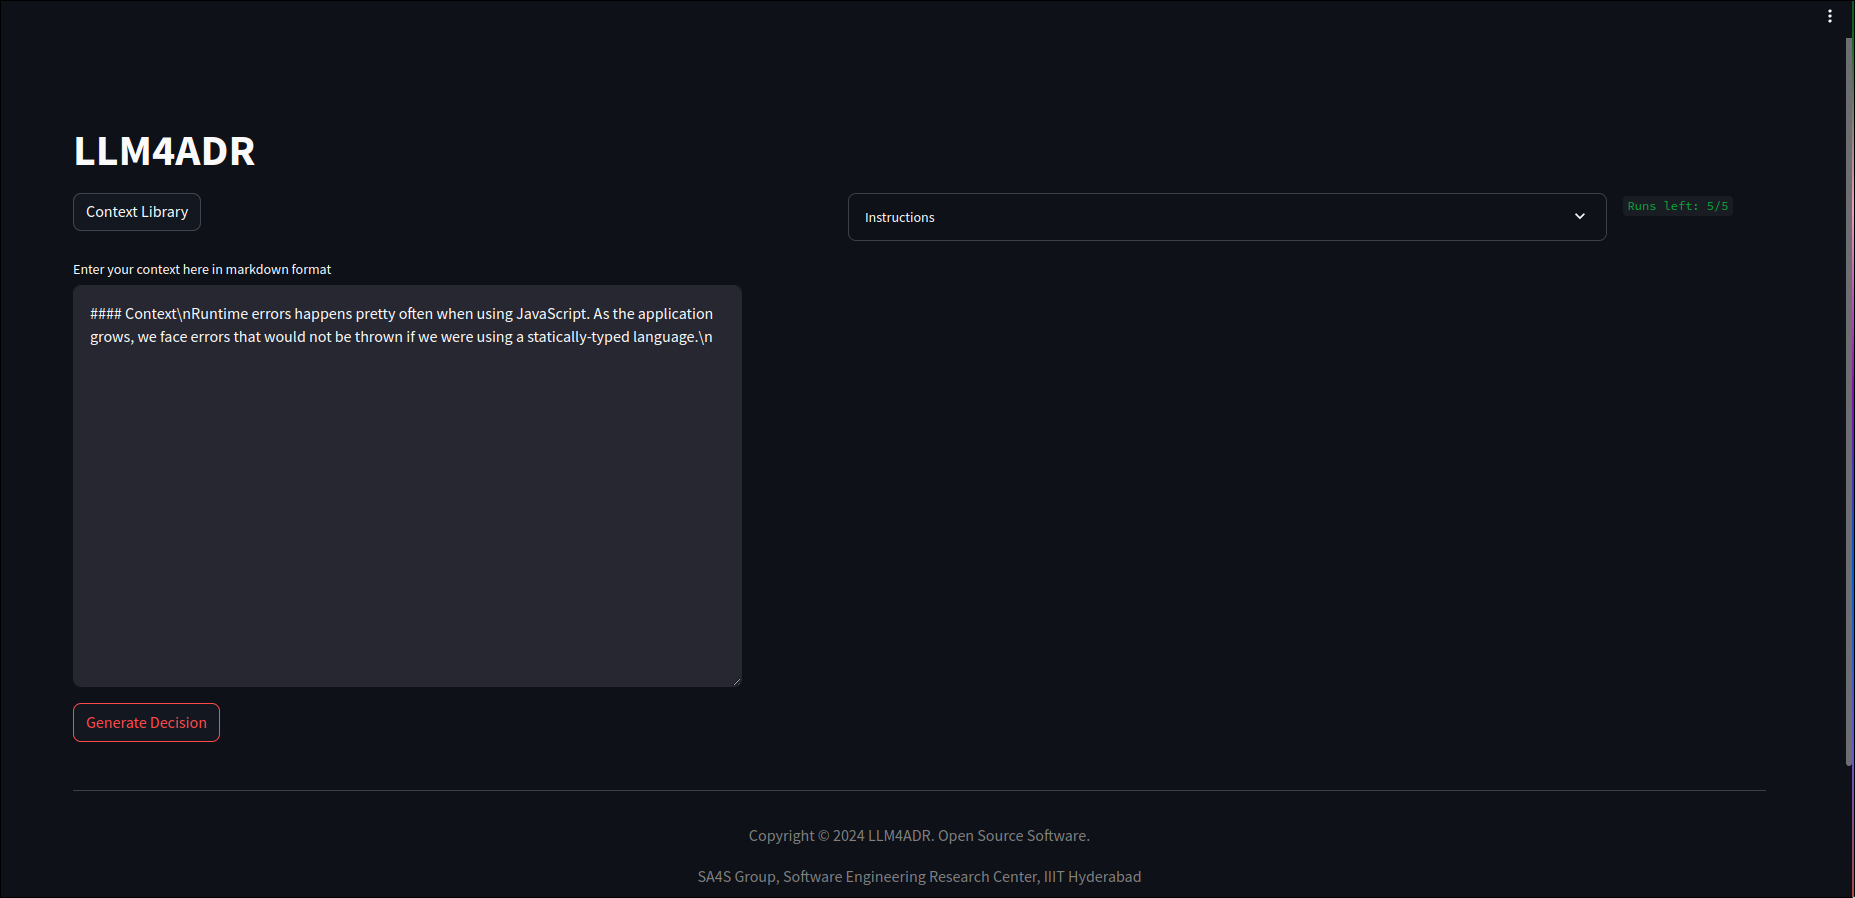 LLM4ADR
Context Library
Instructions
Runs left: 5/5
Enter your context here in markdown format
#### Context\nRuntime errors happens pretty often when using JavaScript. As the application
grows, we face errors that would not be thrown if we were using a statically-typed language.\n
Generate Decision
Copyright © 2024 LLM4ADR. Open Source Software.
SA4S Group, Software Engineering Research Center, IIIT Hyderabad